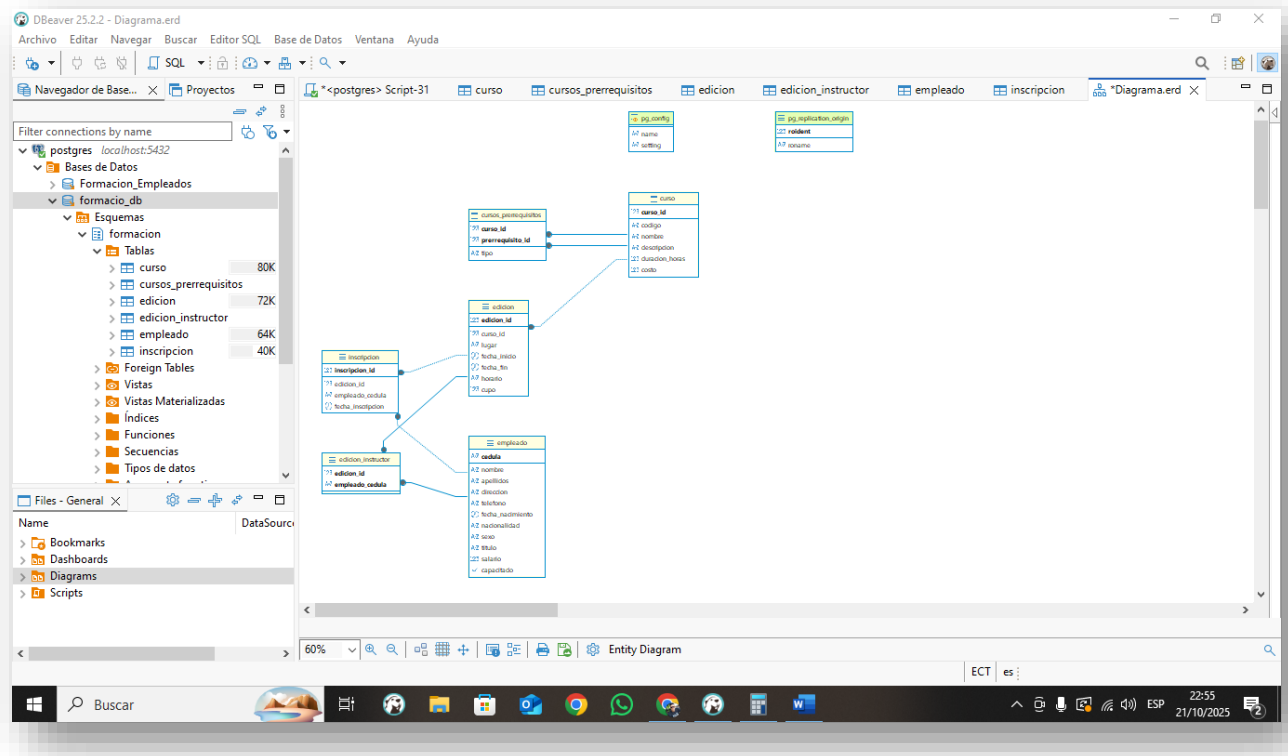 DBeaver 25.2.2 - Diagrama.erd
Archivo Editar Navegar Buscar Editor SQL Base de Datos Ventana Ayuda
SQL
Navegador de Base... Proyectos
*<postgres> Script-31 curso cursos_prerrequisitos edicion edicion_instructor empleado inscripcion *Diagrama.erd
Filter connections by name
postgres localhost:5432
Bases de Datos
Formacion_Empleados
formacio_db
Esquemas
formacion
Tablas
curso 80K
cursos_prerrequisitos
edicion 72K
edicion_instructor
empleado 64K
inscripcion 40K
Foreign Tables
Vistas
Vistas Materializadas
Índices
Funciones
Secuencias
Tipos de datos
Files - General
Name DataSource
Bookmarks
Dashboards
Diagrams
Scripts
pg_config
name
setting
pg_replication_origin
roident
roname
curso
curso_id
codigo
nombre
descripcion
duracion_horas
costo
cursos_prerrequisitos
curso_id
prerrequisito_id
tipo
edicion
edicion_id
curso_id
lugar
fecha_inicio
fecha_fin
horario
cupo
inscripcion
inscripcion_id
edicion_id
empleado_cedula
fecha_inscripcion
edicion_instructor
edicion_id
empleado_cedula
empleado
cedula
nombre
apellidos
direccion
telefono
fecha_nacimiento
nacionalidad
sexo
titulo
salario
capacitado
60% Entity Diagram
ECT es
Buscar
ESP
22:55
21/10/2025
2